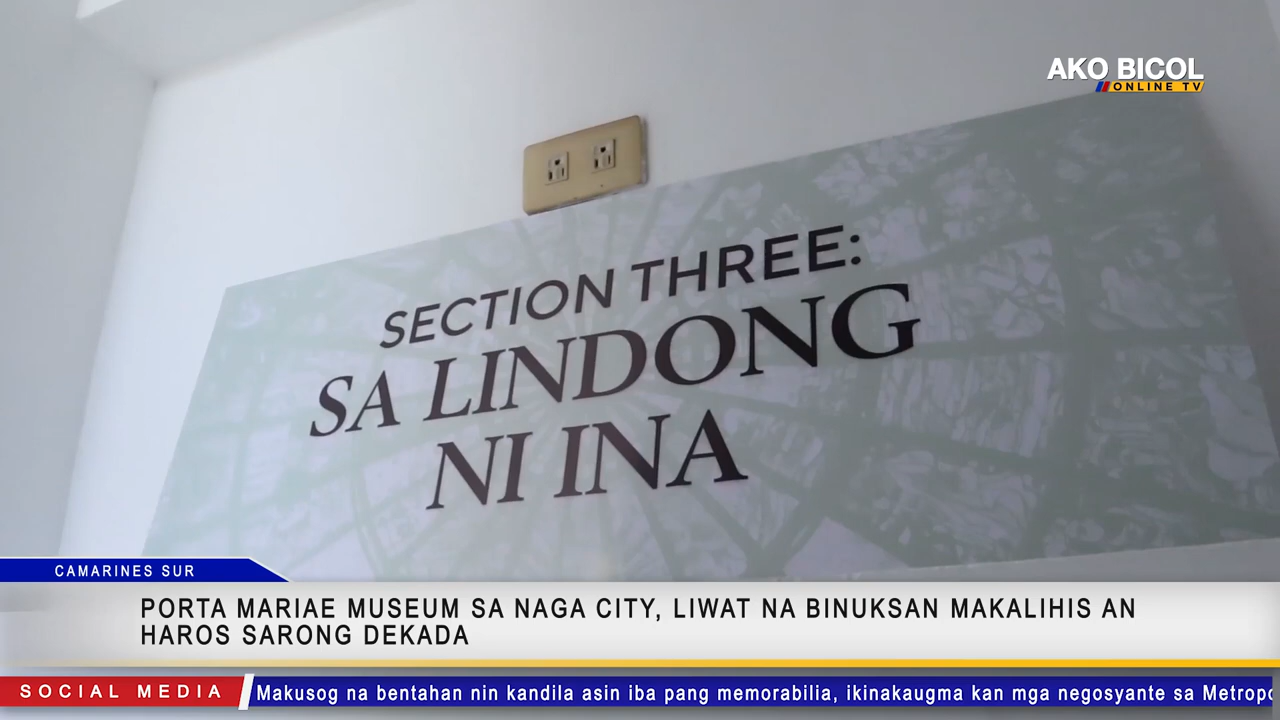 AKO BICOL
ONLINE TV
SECTION THREE:
SA LINDONG
NI INA
CAMARINES SUR
PORTA MARIAE MUSEUM SA NAGA CITY, LIWAT NA BINUKSAN MAKALIHIS AN
HAROS SARONG DEKADA
SOCIAL MEDIA
Makusog na bentahan nin kandila asin iba pang memorabilia, ikinakaugma kan mga negosyante sa